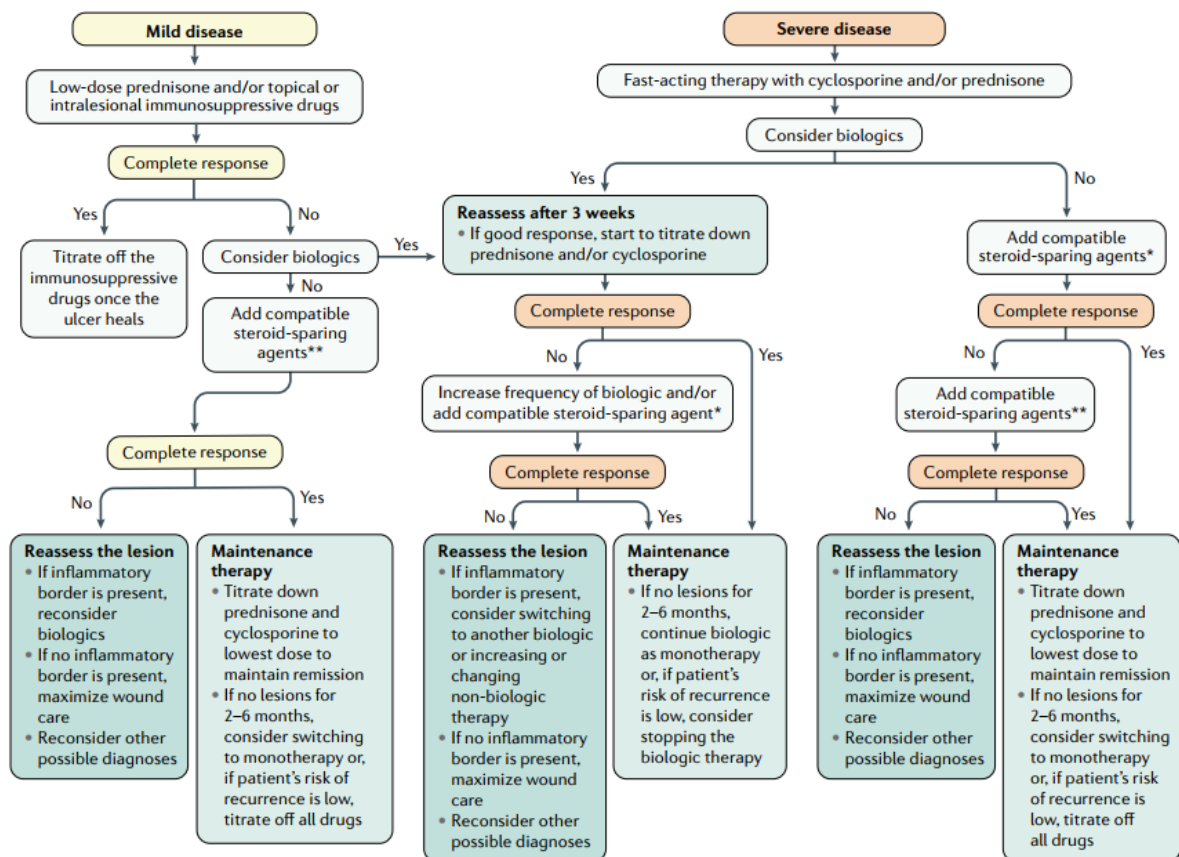 Mild disease
Low-dose prednisone and/or topical or
intralesional immunosuppressive drugs
Complete response
Yes
No
Titrate off the
immunosuppressive
drugs once the
ulcer heals
Consider biologics
Yes
No
Add compatible
steroid-sparing
agents**
Complete response
No
Yes
Reassess the lesion
• If inflammatory
border is present,
reconsider
biologics
• If no inflammatory
border is present,
maximize wound
care
• Reconsider other
possible diagnoses
Maintenance
therapy
• Titrate down
prednisone and
cyclosporine to
lowest dose to
maintain remission
• If no lesions for
2–6 months,
consider switching
to monotherapy or,
if patient's risk of
recurrence is low,
titrate off all drugs
Severe disease
Fast-acting therapy with cyclosporine and/or prednisone
Consider biologics
Yes
No
Reassess after 3 weeks
• If good response, start to titrate down
prednisone and/or cyclosporine
Complete response
No
Yes
Increase frequency of biologic and/or
add compatible steroid-sparing agent*
Complete response
No
Yes
Reassess the lesion
• If inflammatory
border is present,
consider switching
to another biologic
or increasing or
changing
non-biologic
therapy
• If no inflammatory
border is present,
maximize wound
care
• Reconsider other
possible diagnoses
Maintenance
therapy
• If no lesions for
2–6 months,
continue biologic
as monotherapy
or, if patient's
risk of recurrence
is low, consider
stopping the
biologic therapy
Add compatible
steroid-sparing agents*
Complete response
No
Yes
Add compatible
steroid-sparing agents**
Complete response
No
Yes
Reassess the lesion
• If inflammatory
border is present,
reconsider
biologics
• If no inflammatory
border is present,
maximize wound
care
• Reconsider other
possible diagnoses
Maintenance
therapy
• Titrate down
prednisone and
cyclosporine to
lowest dose to
maintain remission
• If no lesions for
2–6 months,
consider switching
to monotherapy
or, if patient's risk
of recurrence is
low, titrate off
all drugs